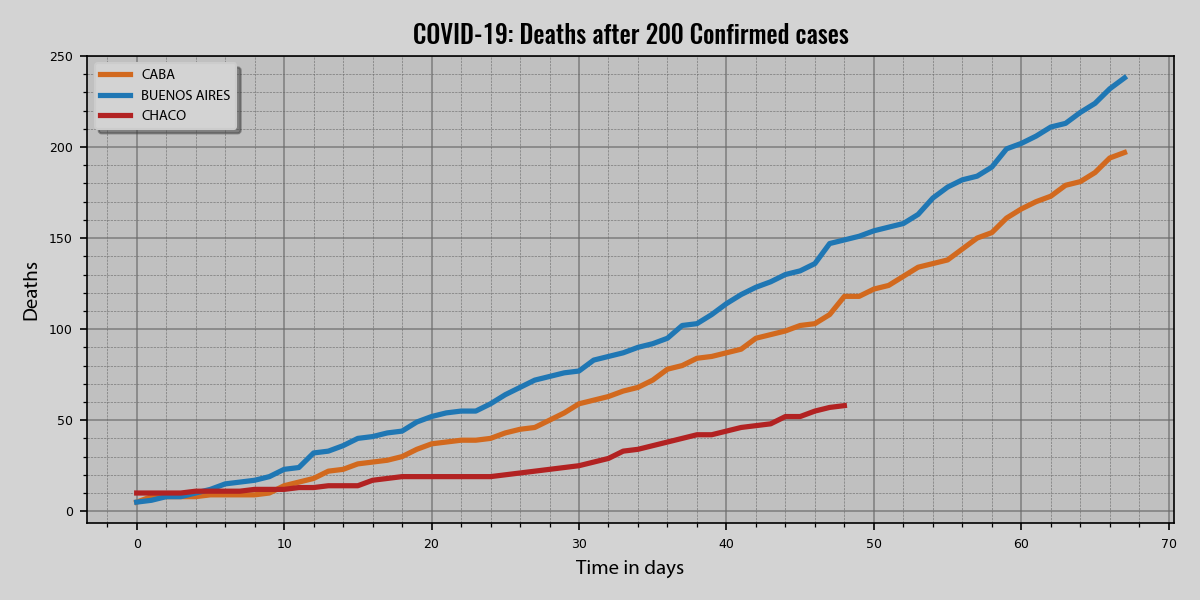 COVID-19: Deaths after 200 Confirmed cases
CABA
BUENOS AIRES
CHACO
Deaths
250
200
150
100
50
0
0 10 20 30 40 50 60 70
Time in days